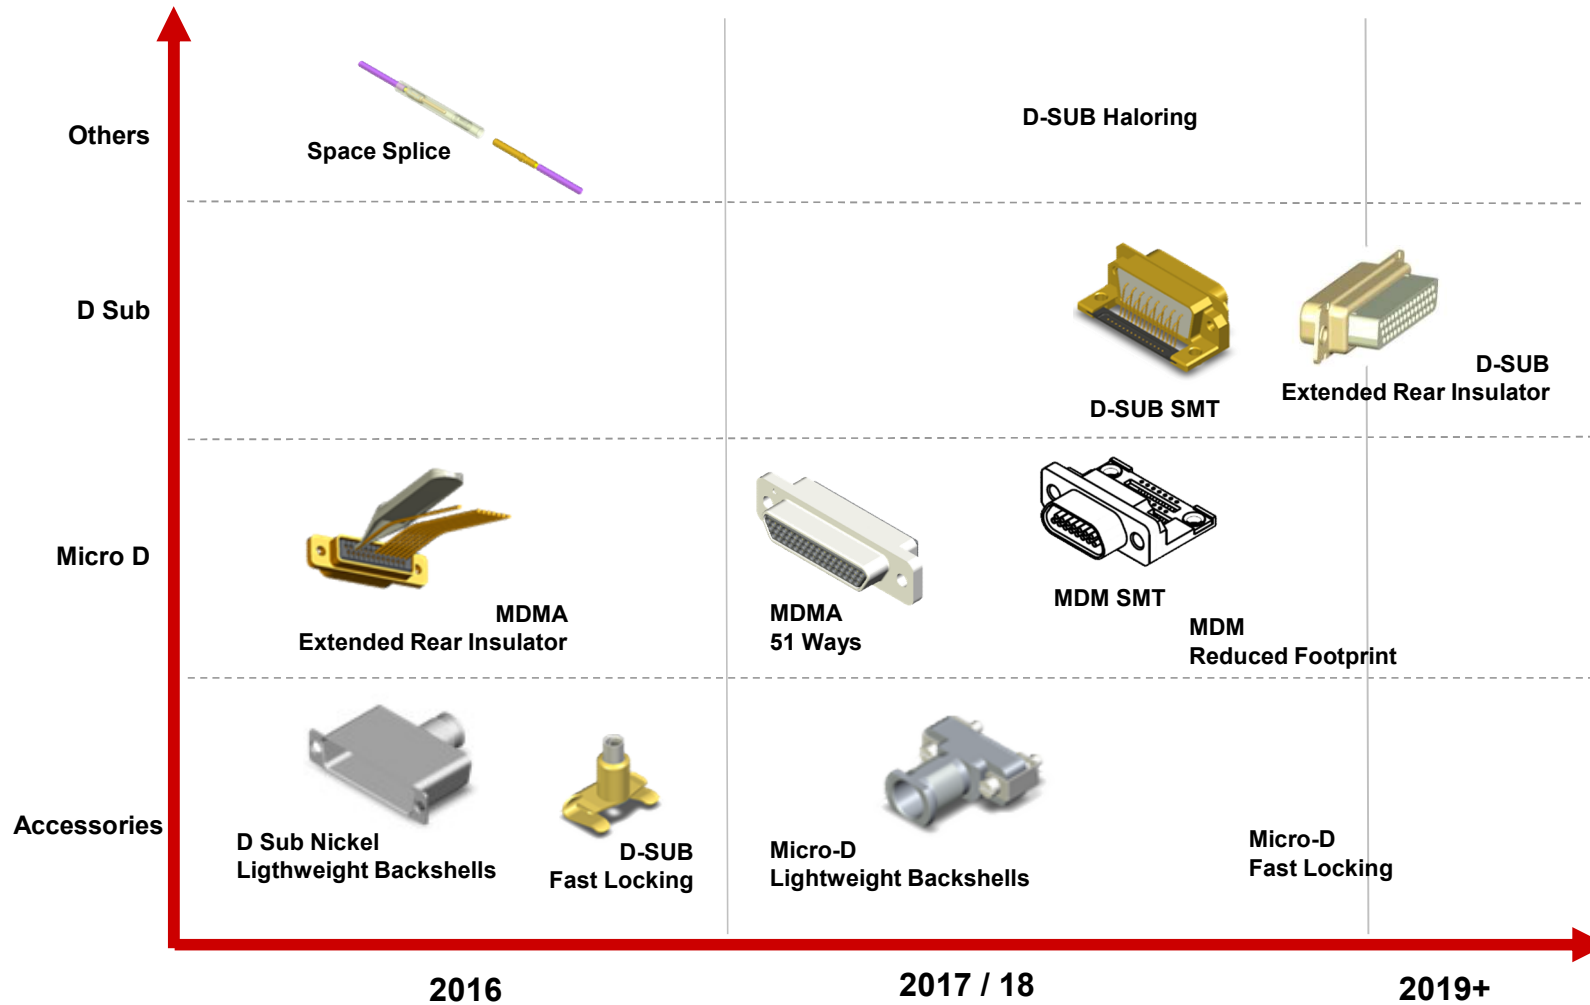 Others
Space Splice
D-SUB Haloring
D Sub
D-SUB SMT
D-SUB
Extended Rear Insulator
Micro D
MDMA
Extended Rear Insulator
MDMA
51 Ways
MDM SMT
MDM
Reduced Footprint
Accessories
D Sub Nickel
Ligthweight Backshells
D-SUB
Fast Locking
Micro-D
Lightweight Backshells
Micro-D
Fast Locking
2016
2017 / 18
2019+